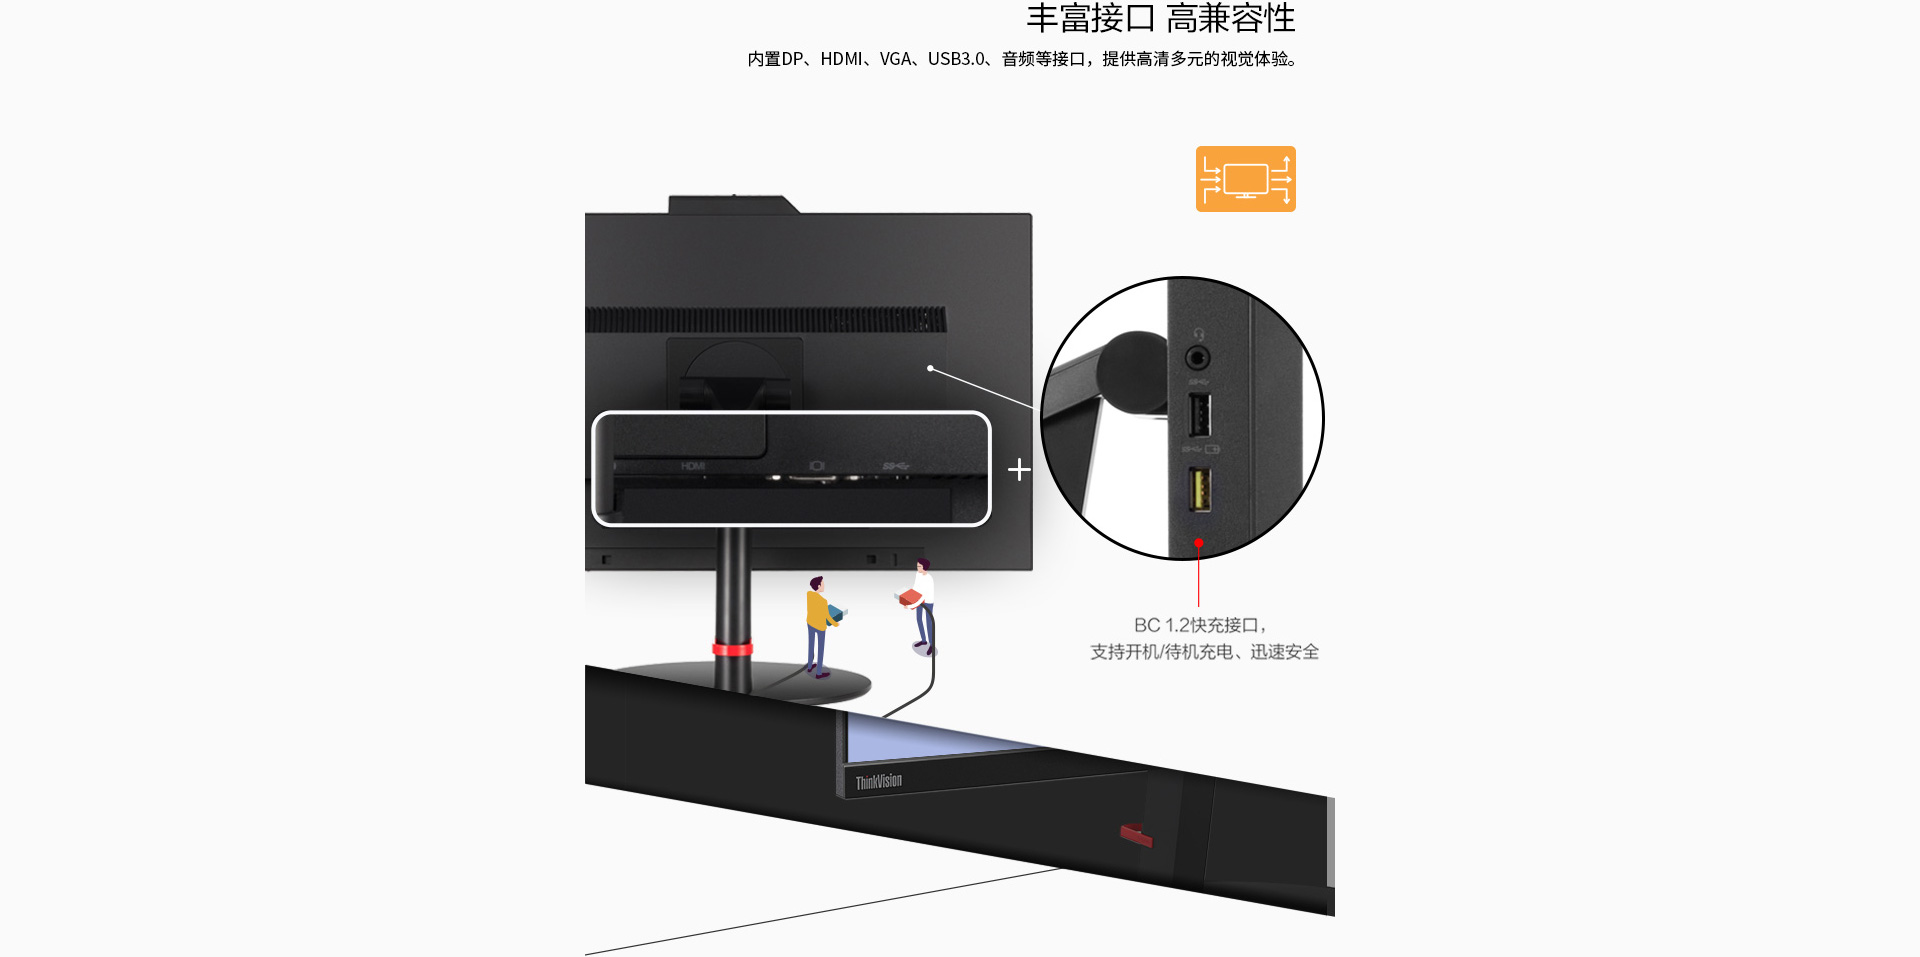 丰富接口 高兼容性
内置DP、HDMI、VGA、USB3.0、音频等接口，提供高清多元的视觉体验。
HDMI
BC 1.2快充接口，
支持开机/待机充电、迅速安全
ThinkVision